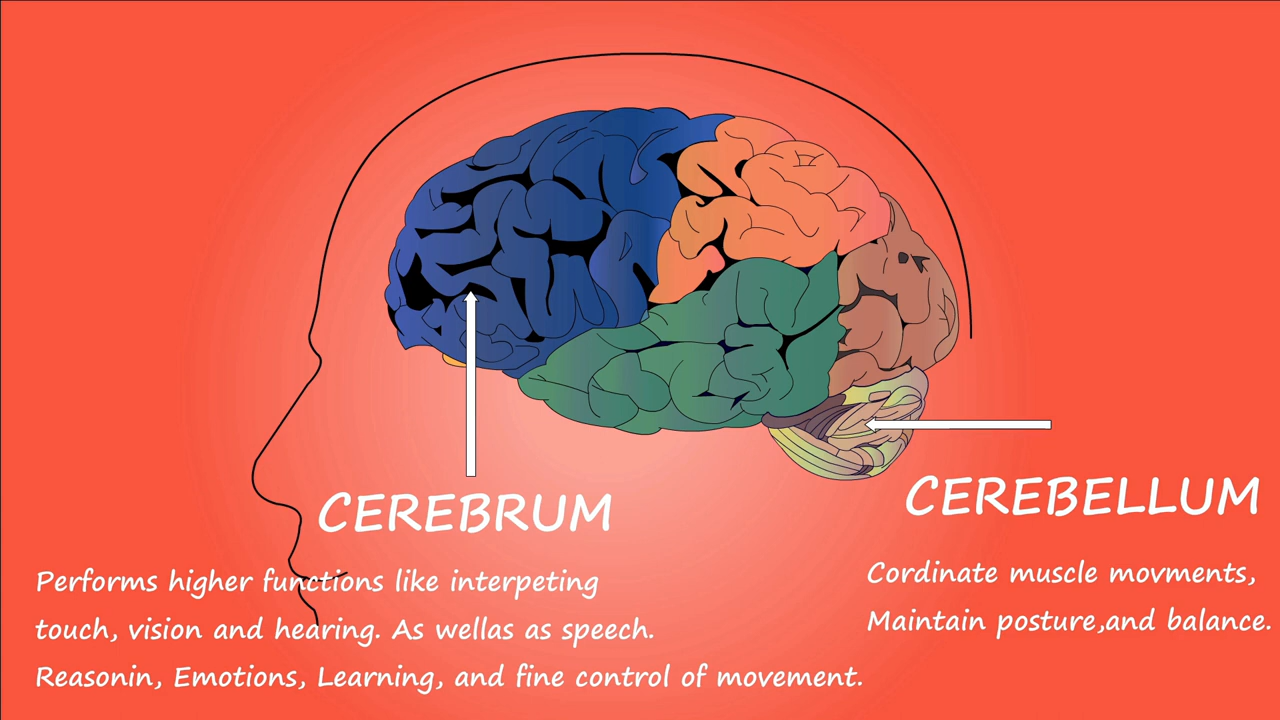 CEREBRUM
Performs higher functions like interpeting
touch, vision and hearing. As wellas as speech.
Reasonin, Emotions, Learning, and fine control of movement.
CEREBELLUM
Cordinate muscle movments,
Maintain posture,and balance.